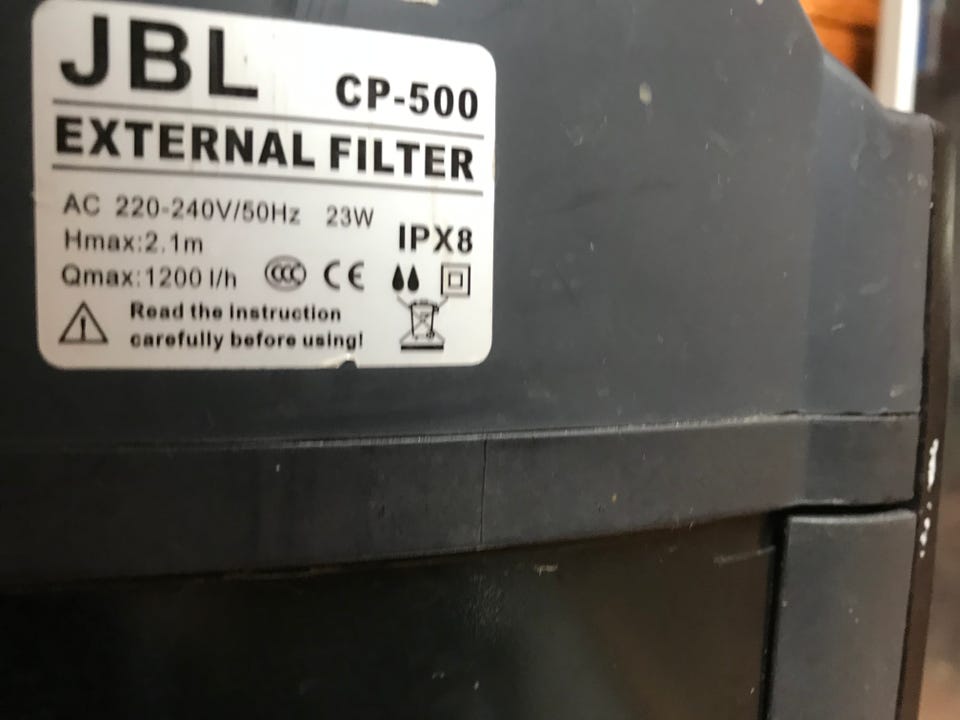 JBL
CP-500
EXTERNAL FILTER
AC 220-240V/50Hz 23W
Hmax:2.1m
IPX8
Qmax:1200 l/h CCC CE
Read the instruction
carefully before using!